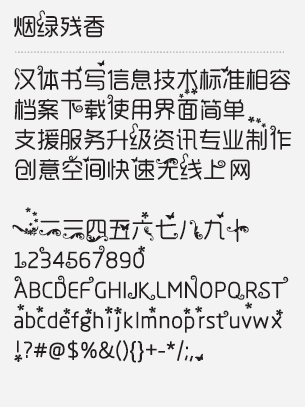 烟绿残香
汉体书写信息技术标准相容
档案下载使用界面简单
支援服务升级资讯专业制作
创意空间快速无线上网
一二三四五六七八九十
1234567890
ABCDEFGHIJKLMNOPQRST
abcdefghijklmnopqrstuvwx
!?#@$%&(){}+-*/;,.